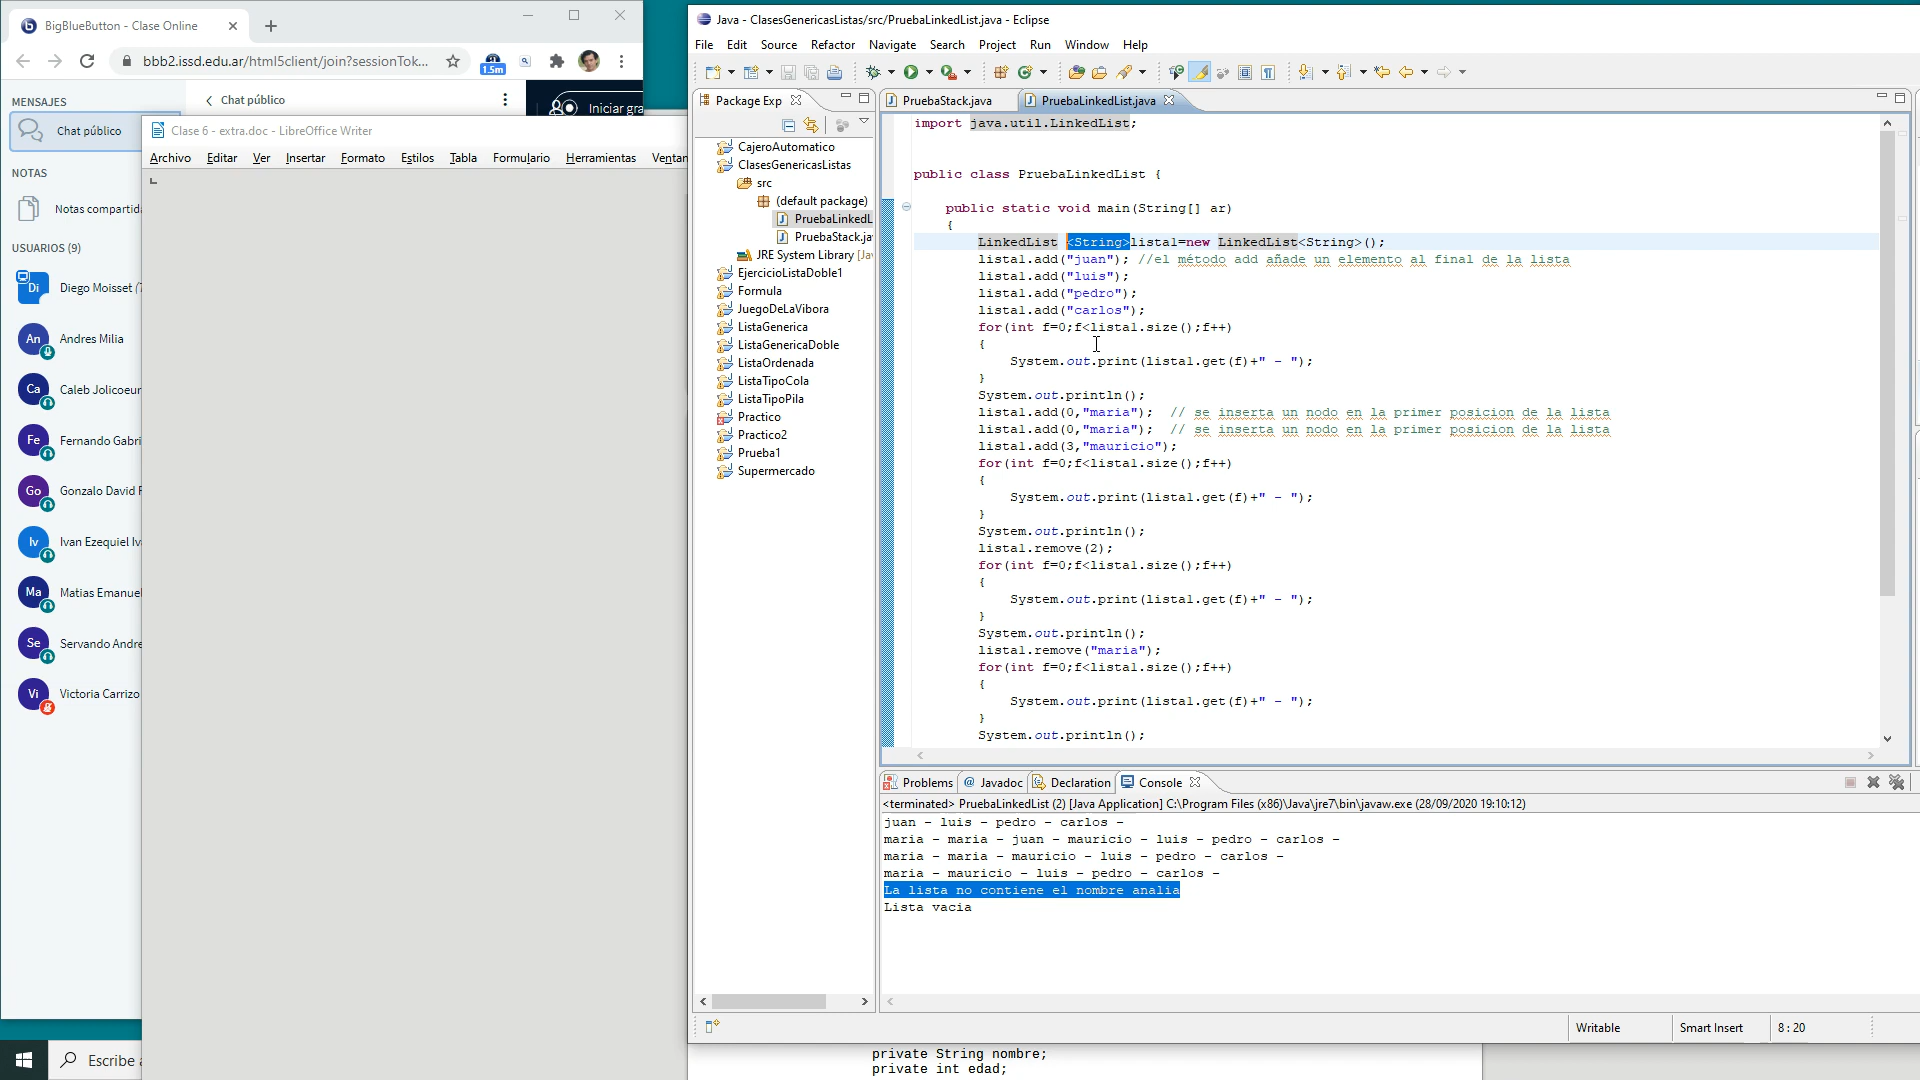 BigBlueButton - Clase Online
bbb2.issd.edu.ar/html5client/join?sessionTok...
1.5m
MENSAJES
Chat público
NOTAS
Notas compartid
USUARIOS (9)
Di Diego Moisset (
An Andres Milia
Ca Caleb Jolicoeur
Fe Fernando Gabri
Go Gonzalo David
Iv Ivan Ezequiel
Ma Matias Emanue
Se Servando Andre
Vi Victoria Carrizo
Chat público
Iniciar gra
Clase 6 - extra.doc - LibreOffice Writer
Archivo Editar Ver Insertar Formato Estilos Tabla Formulario Herramientas Ventan
Escribe
Java - ClasesGenericasListas/src/PruebaLinkedList.java - Eclipse
File Edit Source Refactor Navigate Search Project Run Window Help
Package Exp
CajeroAutomatico
ClasesGenericasListas
src
(default package)
PruebaLinkedL
PruebaStack.ja
JRE System Library [Ja
EjercicioListaDoble1
Formula
JuegoDeLaVibora
ListaGenerica
ListaGenericaDoble
ListaOrdenada
ListaTipoCola
ListaTipoPila
Practico
Practico2
Prueba1
Supermercado
PruebaStack.java PruebaLinkedList.java
import java.util.LinkedList;
public class PruebaLinkedList {
public static void main(String[] ar)
{
LinkedList <String>lista1=new LinkedList<String>();
lista1.add("juan"); //el método add añade un elemento al final de la lista
lista1.add("luis");
lista1.add("pedro");
lista1.add("carlos");
for(int f=0;f<lista1.size();f++)
{
System.out.print(lista1.get(f)+" - ");
}
System.out.println();
lista1.add(0,"maria"); // se inserta un nodo en la primer posicion de la lista
lista1.add(0,"maria"); // se inserta un nodo en la primer posicion de la lista
lista1.add(3,"mauricio");
for(int f=0;f<lista1.size();f++)
{
System.out.print(lista1.get(f)+" - ");
}
System.out.println();
lista1.remove(2);
for(int f=0;f<lista1.size();f++)
{
System.out.print(lista1.get(f)+" - ");
}
System.out.println();
lista1.remove("maria");
for(int f=0;f<lista1.size();f++)
{
System.out.print(lista1.get(f)+" - ");
}
System.out.println();
Problems @ Javadoc Declaration Console
<terminated> PruebaLinkedList (2) [Java Application] C:\Program Files (x86)\Java\jre7\bin\javaw.exe (28/09/2020 19:10:12)
juan - luis - pedro - carlos -
maria - maria - juan - mauricio - luis - pedro - carlos -
maria - maria - mauricio - luis - pedro - carlos -
maria - mauricio - luis - pedro - carlos -
La lista no contiene el nombre analia
Lista vacia
Writable Smart Insert 8 : 20
private String nombre;
private int edad;